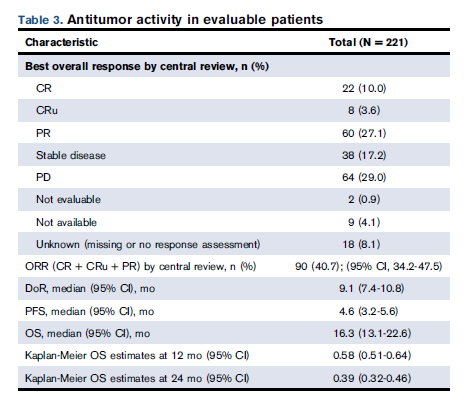 Table 3. Antitumor activity in evaluable patients
Characteristic Total (N = 221)
Best overall response by central review, n (%)
CR 22 (10.0)
CRu 8 (3.6)
PR 60 (27.1)
Stable disease 38 (17.2)
PD 64 (29.0)
Not evaluable 2 (0.9)
Not available 9 (4.1)
Unknown (missing or no response assessment) 18 (8.1)
ORR (CR + CRu + PR) by central review, n (%) 90 (40.7); (95% CI, 34.2-47.5)
DoR, median (95% CI), mo 9.1 (7.4-10.8)
PFS, median (95% CI), mo 4.6 (3.2-5.6)
OS, median (95% CI), mo 16.3 (13.1-22.6)
Kaplan-Meier OS estimates at 12 mo (95% CI) 0.58 (0.51-0.64)
Kaplan-Meier OS estimates at 24 mo (95% CI) 0.39 (0.32-0.46)